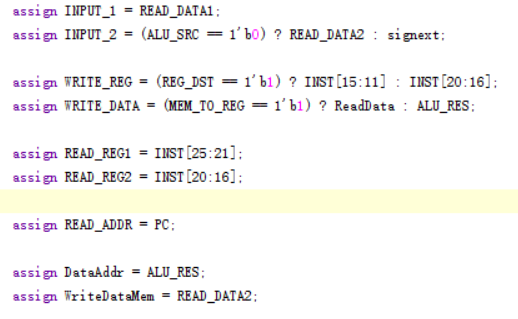 assign INPUT_1 = READ_DATA1;
assign INPUT_2 = (ALU_SRC == 1'b0) ? READ_DATA2 : signext;
assign WRITE_REG = (REG_DST == 1'b1) ? INST[15:11] : INST[20:16];
assign WRITE_DATA = (MEM_TO_REG == 1'b1) ? ReadData : ALU_RES;
assign READ_REG1 = INST[25:21];
assign READ_REG2 = INST[20:16];
assign READ_ADDR = PC;
assign DataAddr = ALU_RES;
assign WriteDataMem = READ_DATA2;